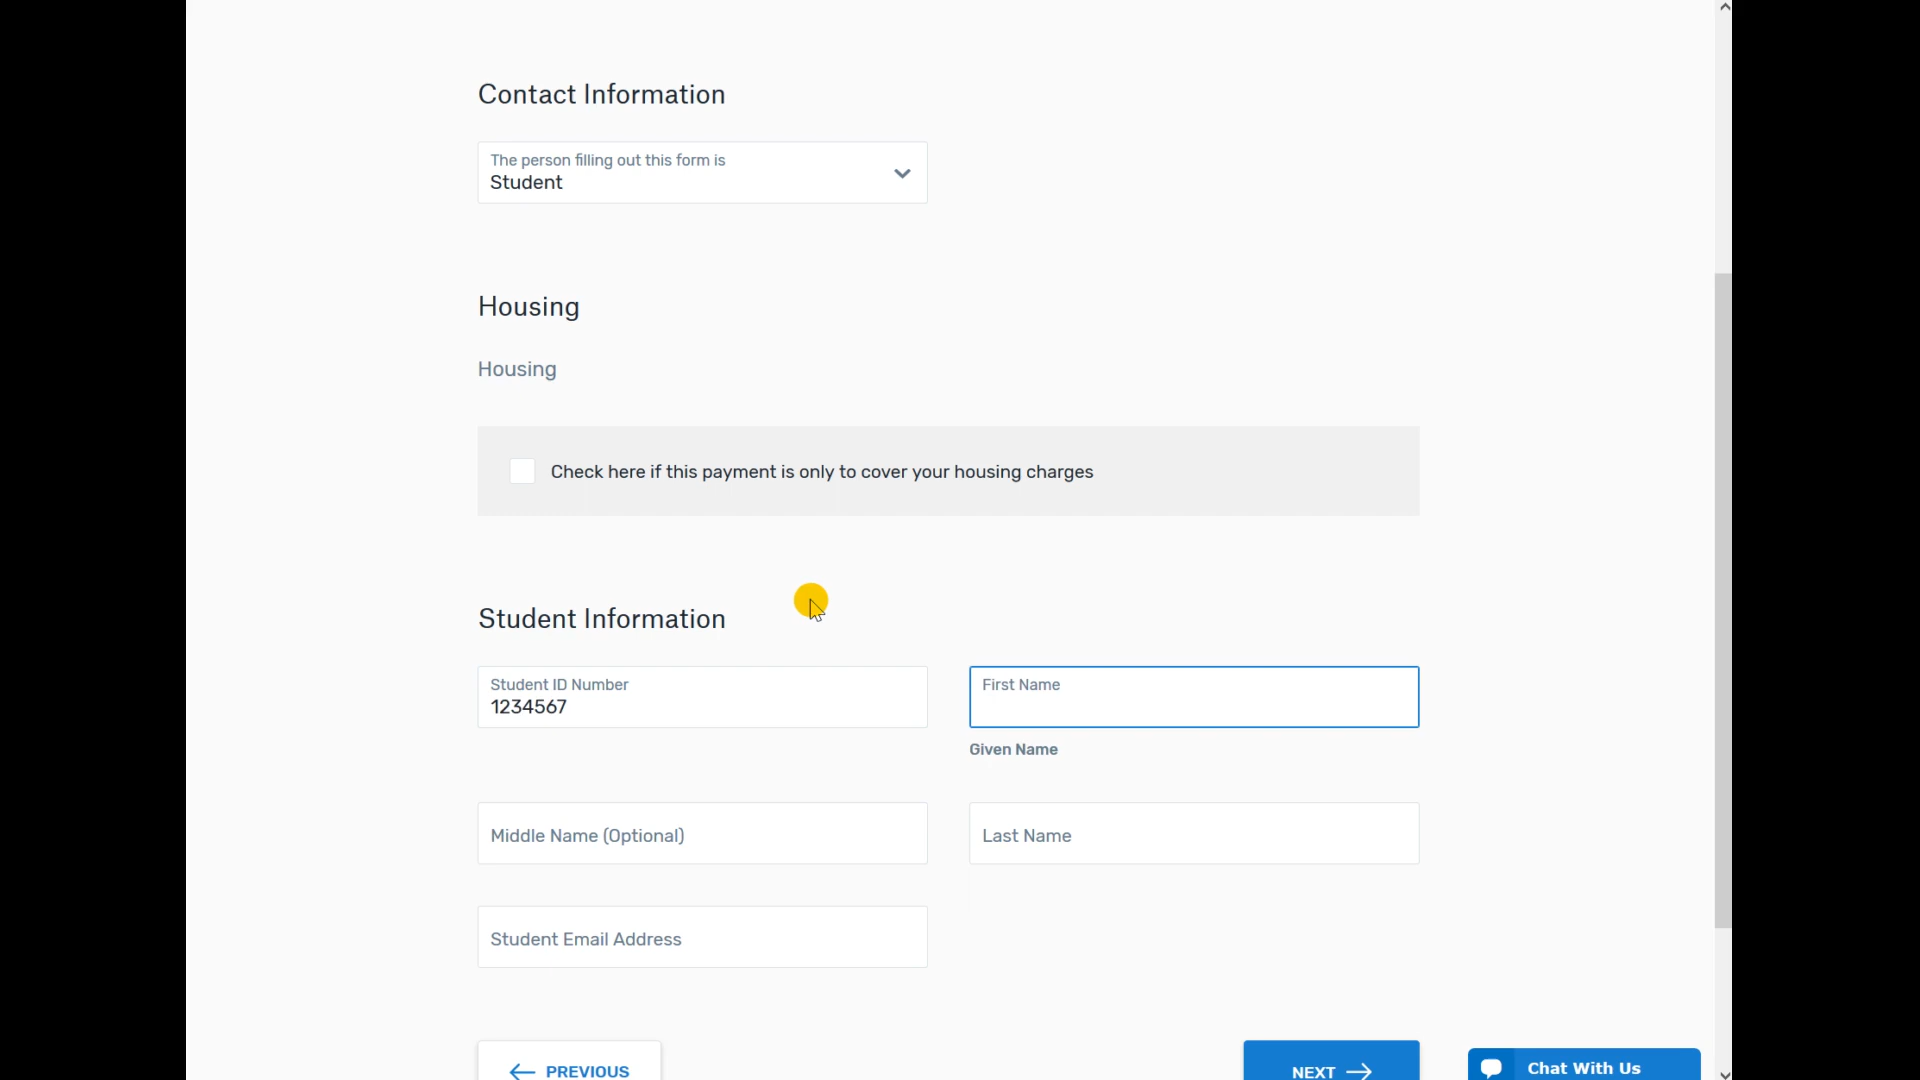 Contact Information
The person filling out this form is
Student
Housing
Housing
Check here if this payment is only to cover your housing charges
Student Information
Student ID Number
1234567
First Name
Given Name
Middle Name (Optional)
Last Name
Student Email Address
PREVIOUS
NEXT
Chat With Us